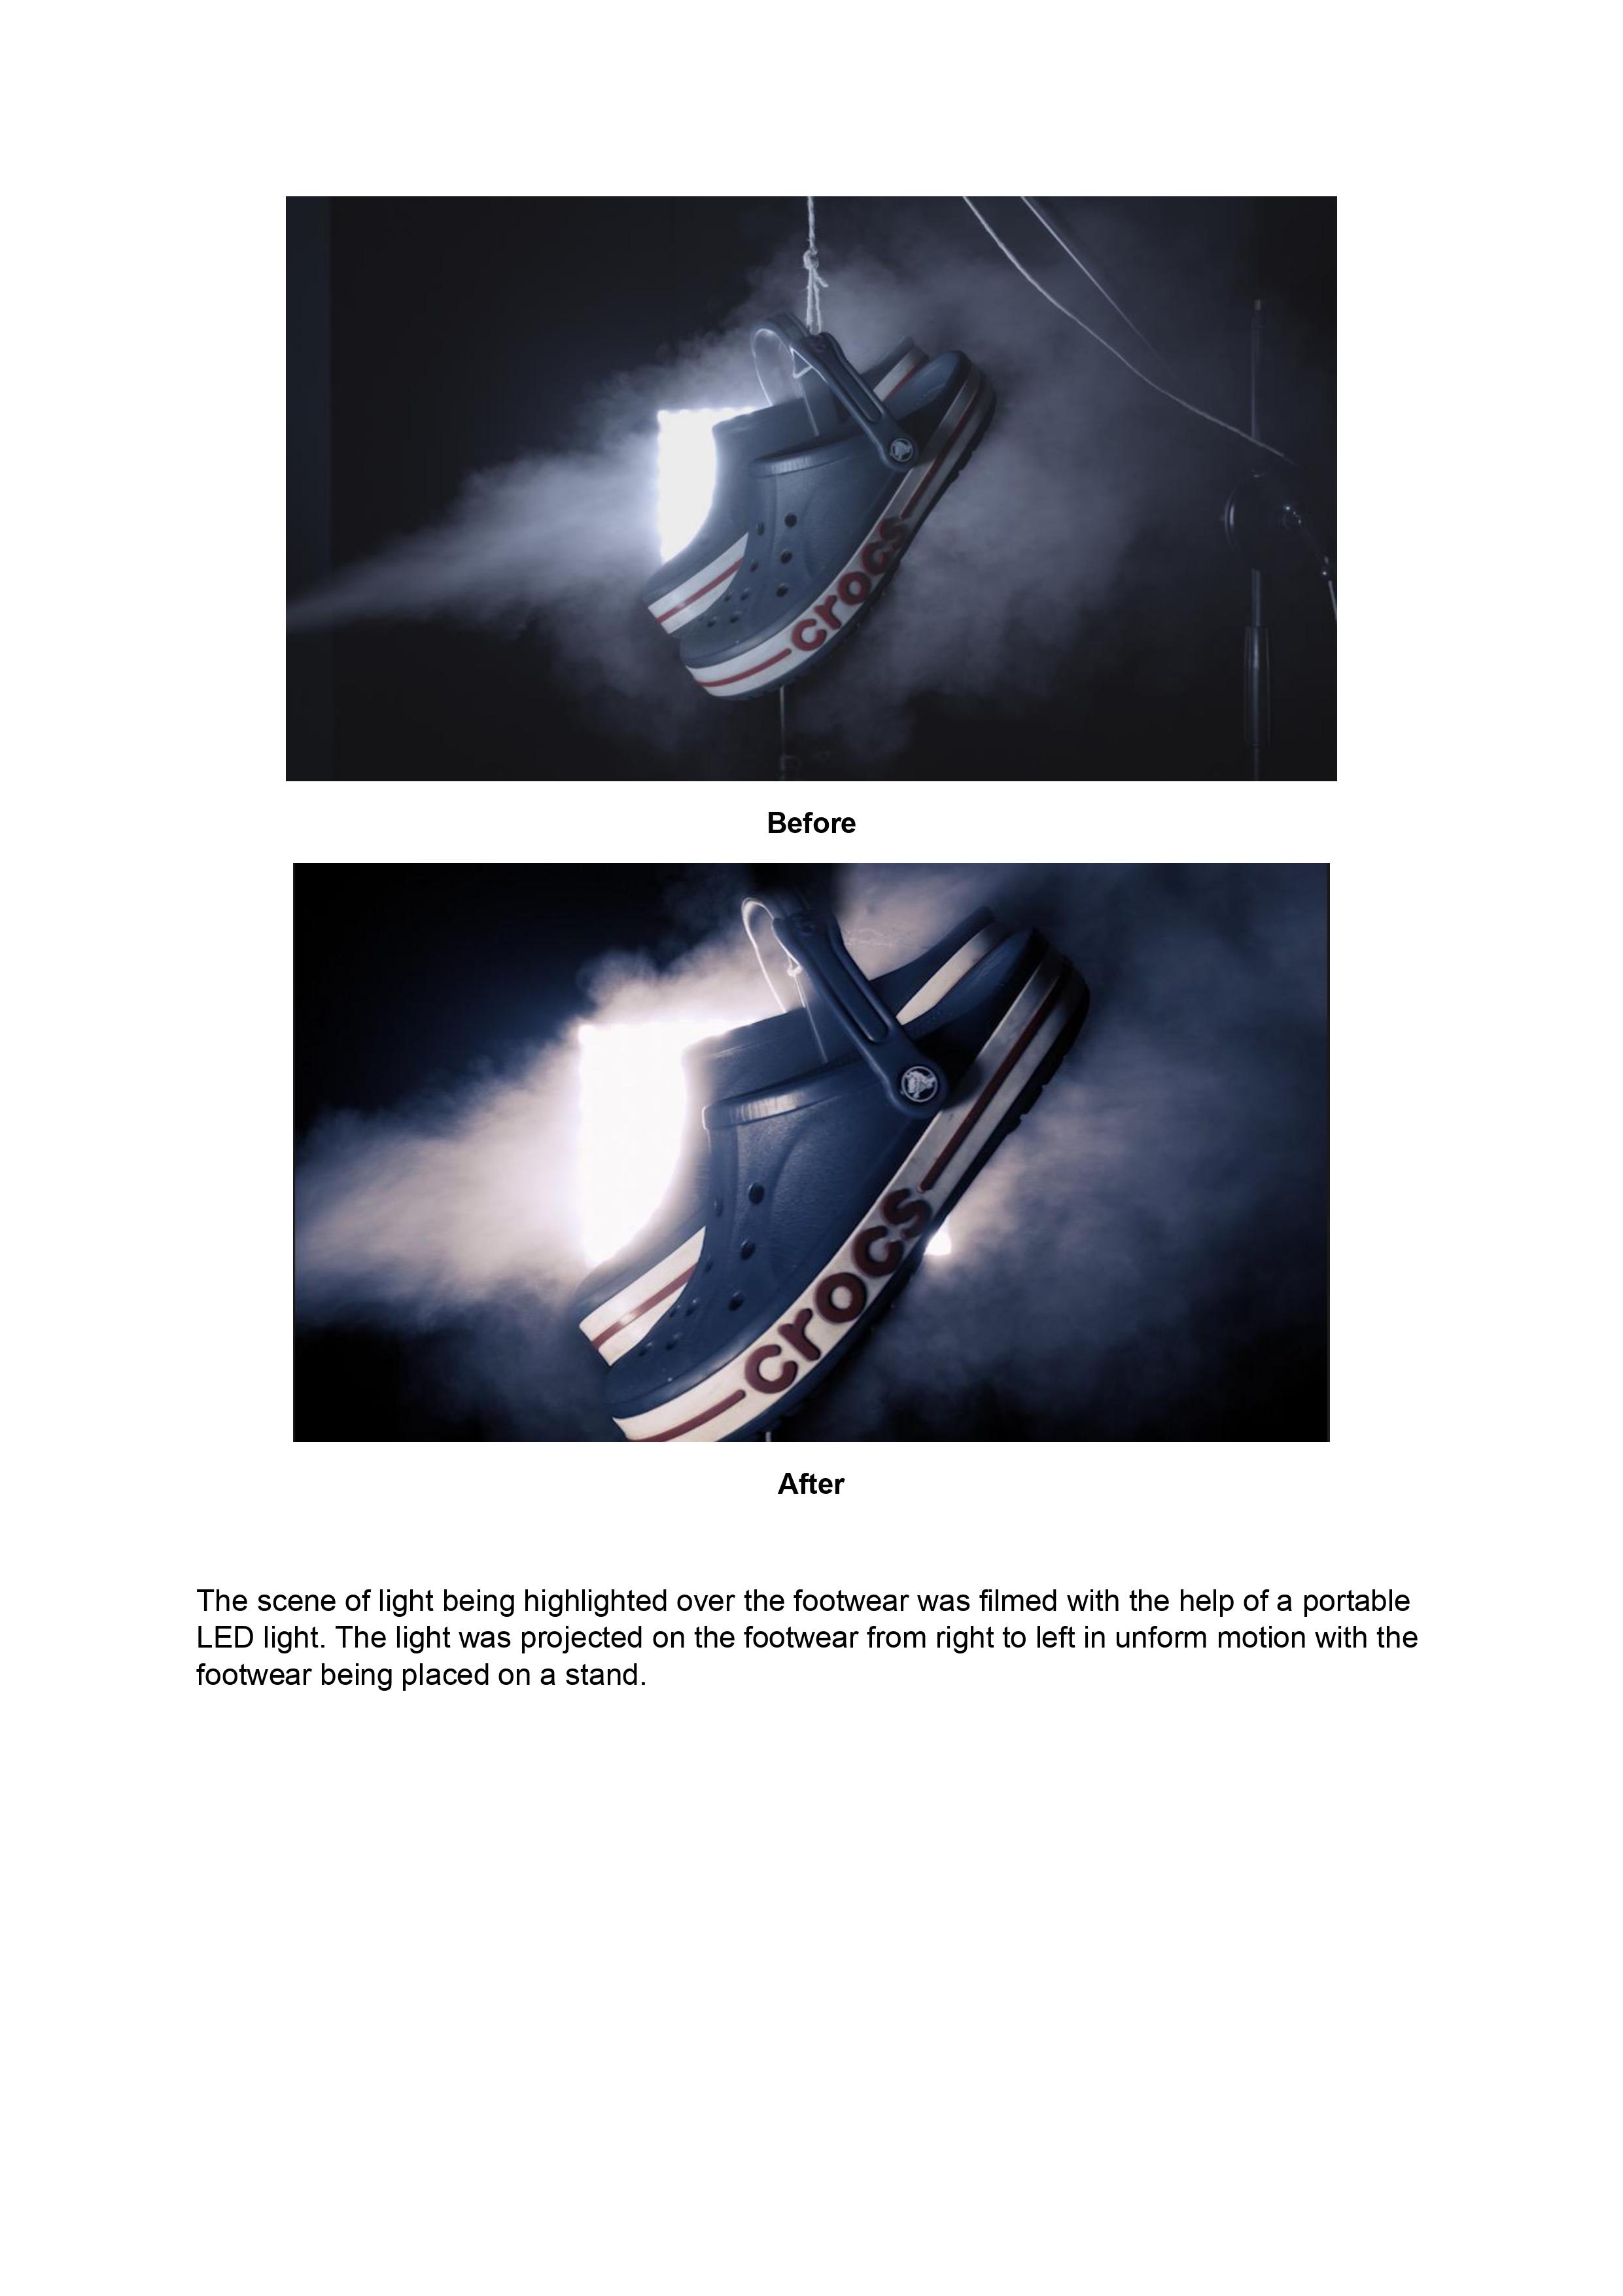 crocs
Before
crocs
After
The scene of light being highlighted over the footwear was filmed with the help of a portable
LED light. The light was projected on the footwear from right to left in unform motion with the
footwear being placed on a stand.